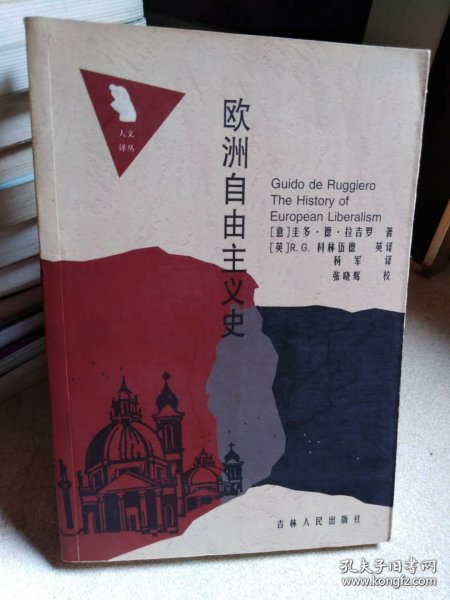 人文
译丛
欧洲自由主义史
Guido de Ruggiero
The History of
European Liberalism
[意]圭多·德·拉吉罗 著
[英]R.G. 科林伍德 英译
杨军 译
张晓辉 校
吉林人民出版社
孔夫子旧书网
www.kongfz.com